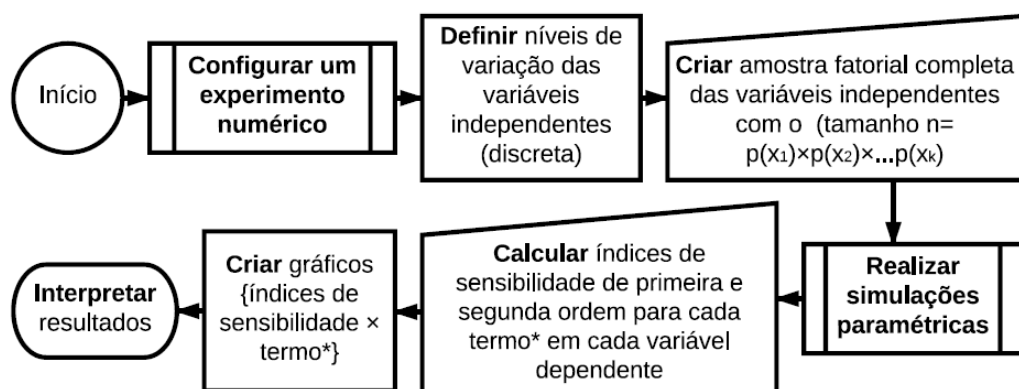 Início
Configurar um
experimento
numérico
Definir níveis de
variação das
variáveis
independentes
(discreta)
Criar amostra fatorial completa
das variáveis independentes
com o (tamanho n=
p(x₁)×p(x₂)×...p(xₖ)
Realizar
simulações
paramétricas
Calcular índices de
sensibilidade de primeira e
segunda ordem para cada
termo* em cada variável
dependente
Criar gráficos
{índices de
sensibilidade ×
termo*}
Interpretar
resultados